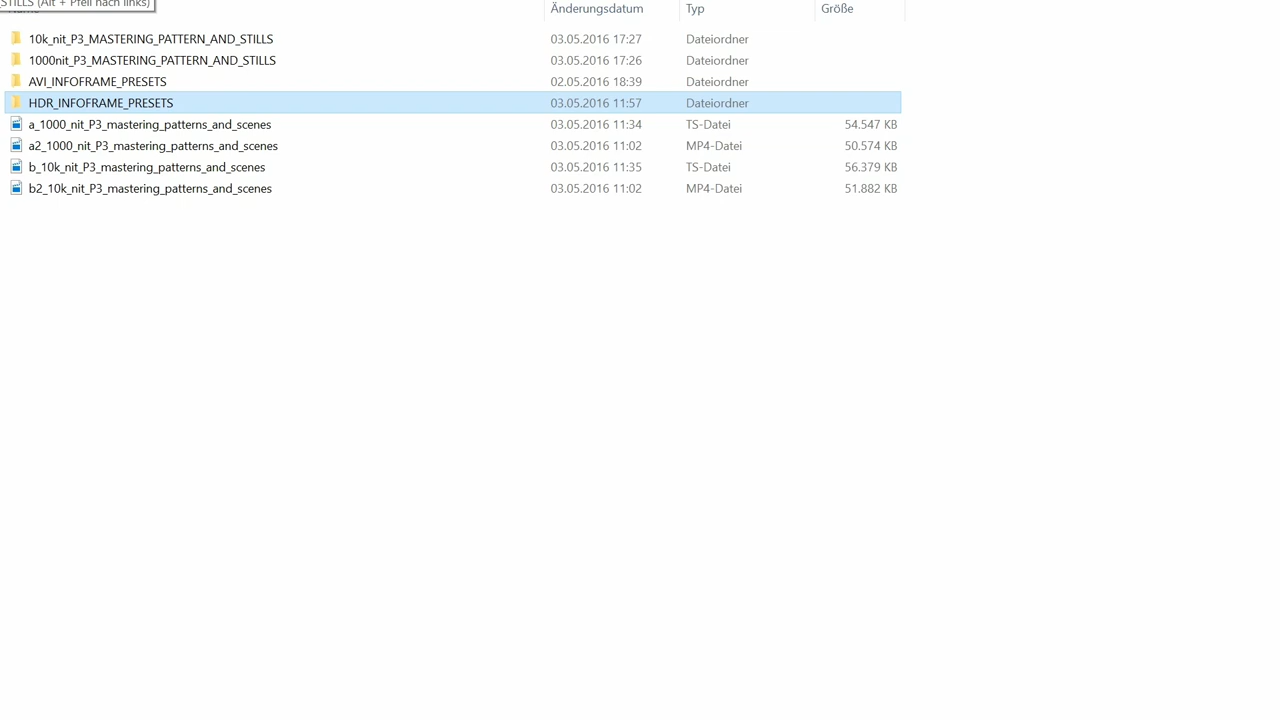 _STILLS (Alt + Pfeil nach links)
Änderungsdatum Typ Größe
10k_nit_P3_MASTERING_PATTERN_AND_STILLS 03.05.2016 17:27 Dateiordner
1000nit_P3_MASTERING_PATTERN_AND_STILLS 03.05.2016 17:26 Dateiordner
AVI_INFOFRAME_PRESETS 02.05.2016 18:39 Dateiordner
HDR_INFOFRAME_PRESETS 03.05.2016 11:57 Dateiordner
a_1000_nit_P3_mastering_patterns_and_scenes 03.05.2016 11:34 TS-Datei 54.547 KB
a2_1000_nit_P3_mastering_patterns_and_scenes 03.05.2016 11:02 MP4-Datei 50.574 KB
b_10k_nit_P3_mastering_patterns_and_scenes 03.05.2016 11:35 TS-Datei 56.379 KB
b2_10k_nit_P3_mastering_patterns_and_scenes 03.05.2016 11:02 MP4-Datei 51.882 KB